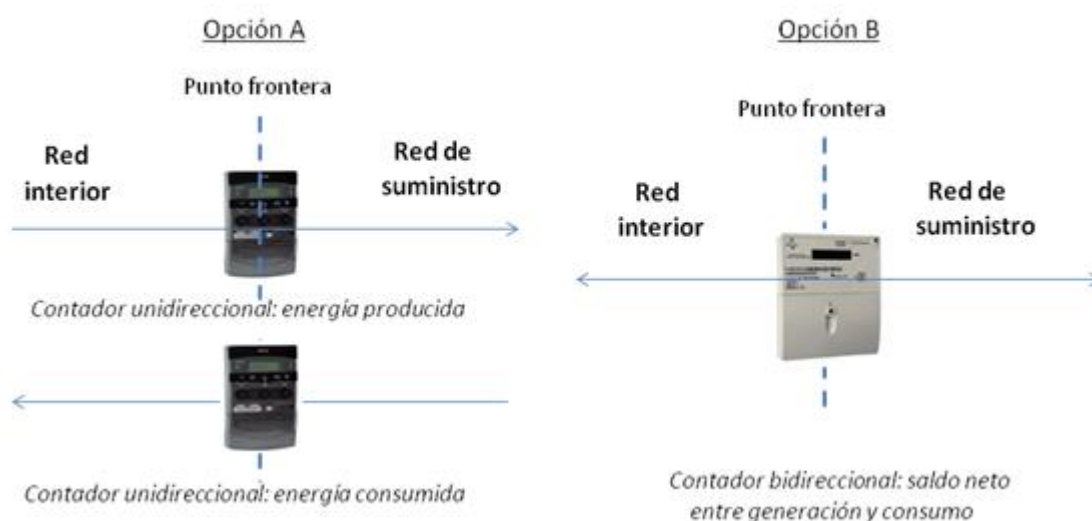 Opción A
Punto frontera
Red
interior
Red de
suministro
Contador unidireccional: energía producida
Contador unidireccional: energía consumida
Opción B
Punto frontera
Red
interior
Red de
suministro
Contador bidireccional: saldo neto
entre generación y consumo